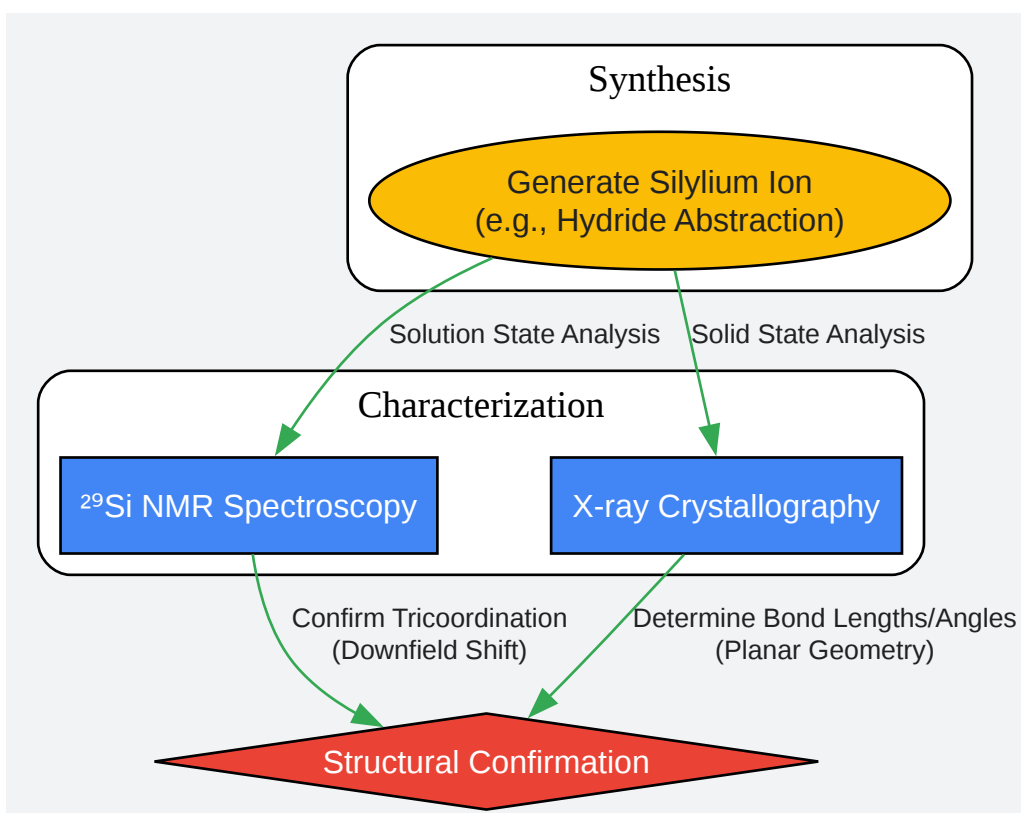 Synthesis
Generate Silylium Ion
(e.g., Hydride Abstraction)
Solution State Analysis
Solid State Analysis
Characterization
²⁹Si NMR Spectroscopy
X-ray Crystallography
Confirm Tricoordination
(Downfield Shift)
Determine Bond Lengths/Angles
(Planar Geometry)
Structural Confirmation